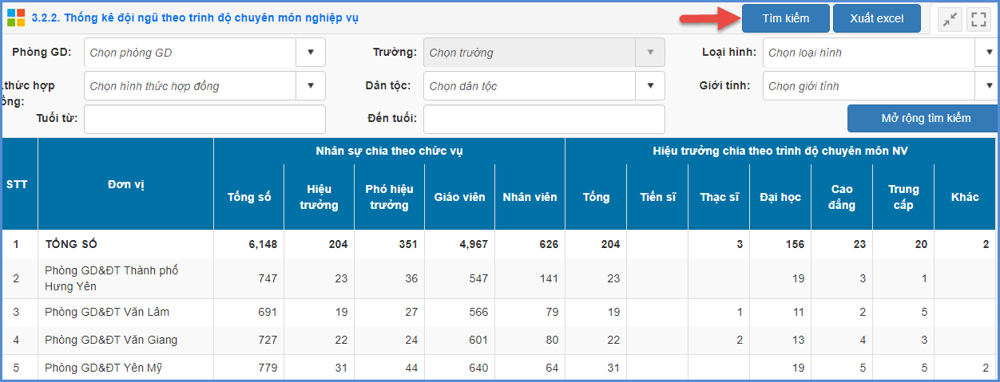 3.2.2. Thống kê đội ngũ theo trình độ chuyên môn nghiệp vụ
Tìm kiếm
Xuất excel
Phòng GD:
Chọn phòng GD
Trường:
Chọn trường
Loại hình:
Chọn loại hình
.thức hợp
Chọn hình thức hợp đồng
ồng:
Dân tộc:
Chọn dân tộc
Giới tính:
Chọn giới tính
Tuổi từ:
Đến tuổi:
Mở rộng tìm kiếm
STT
Đơn vị
Nhân sự chia theo chức vụ
Hiệu trưởng chia theo trình độ chuyên môn NV
Tổng số
Hiệu
trưởng
Phó hiệu
trưởng
Giáo viên
Nhân viên
Tổng
Tiến sĩ
Thạc sĩ
Đại học
Cao
đẳng
Trung
cấp
Khác
1 TỔNG SỐ 6,148 204 351 4,967 626 204 3 156 23 20 2
2 Phòng GD&ĐT Thành phố
Hưng Yên 747 23 36 547 141 23 19 3 1
3 Phòng GD&ĐT Văn Lâm 691 19 27 566 79 19 1 11 2 5
4 Phòng GD&ĐT Văn Giang 727 22 24 601 80 22 2 13 4 3
5 Phòng GD&ĐT Yên Mỹ 779 31 44 640 64 31 19 5 5 2